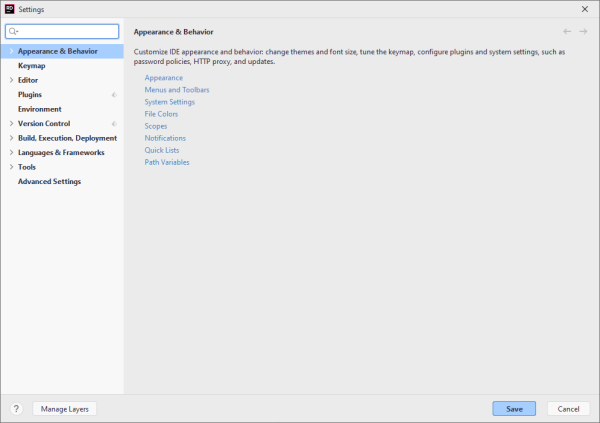 RD
Settings
Appearance & Behavior
Keymap
Editor
Plugins
Environment
Version Control
Build, Execution, Deployment
Languages & Frameworks
Tools
Advanced Settings
Appearance & Behavior
Customize IDE appearance and behavior: change themes and font size, tune the keymap, configure plugins and system settings, such as
password policies, HTTP proxy, and updates.
Appearance
Menus and Toolbars
System Settings
File Colors
Scopes
Notifications
Quick Lists
Path Variables
?
Manage Layers
Save
Cancel